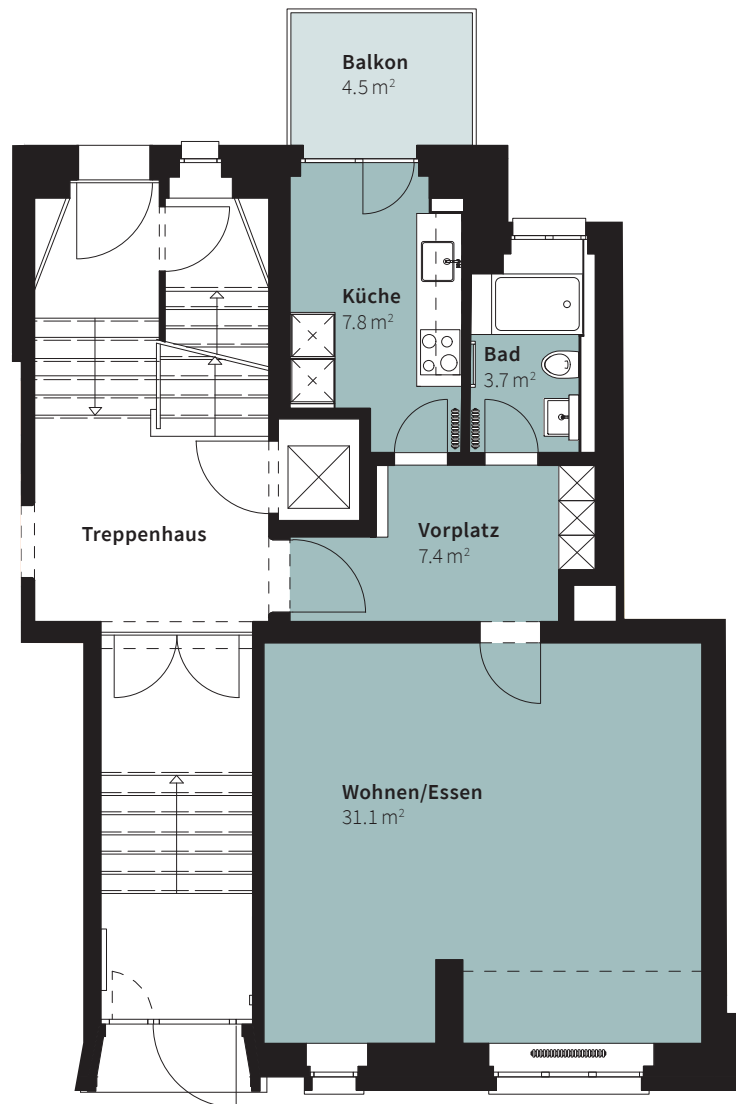 Balkon
4.5 m²
Küche
7.8 m²
Bad
3.7 m²
Treppenhaus
Vorplatz
7.4 m²
Wohnen/Essen
31.1 m²